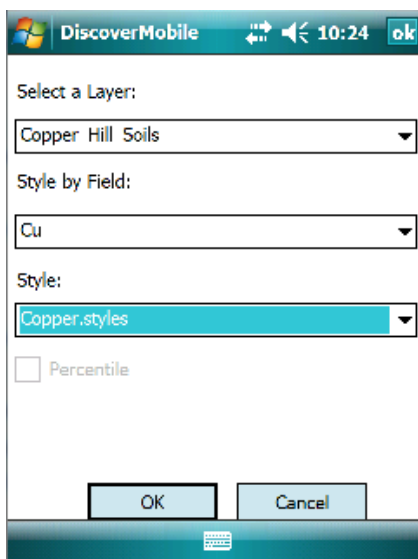 DiscoverMobile 10:24 ok
Select a Layer:
Copper Hill Soils
Style by Field:
Cu
Style:
Copper.styles
Percentile
OK Cancel